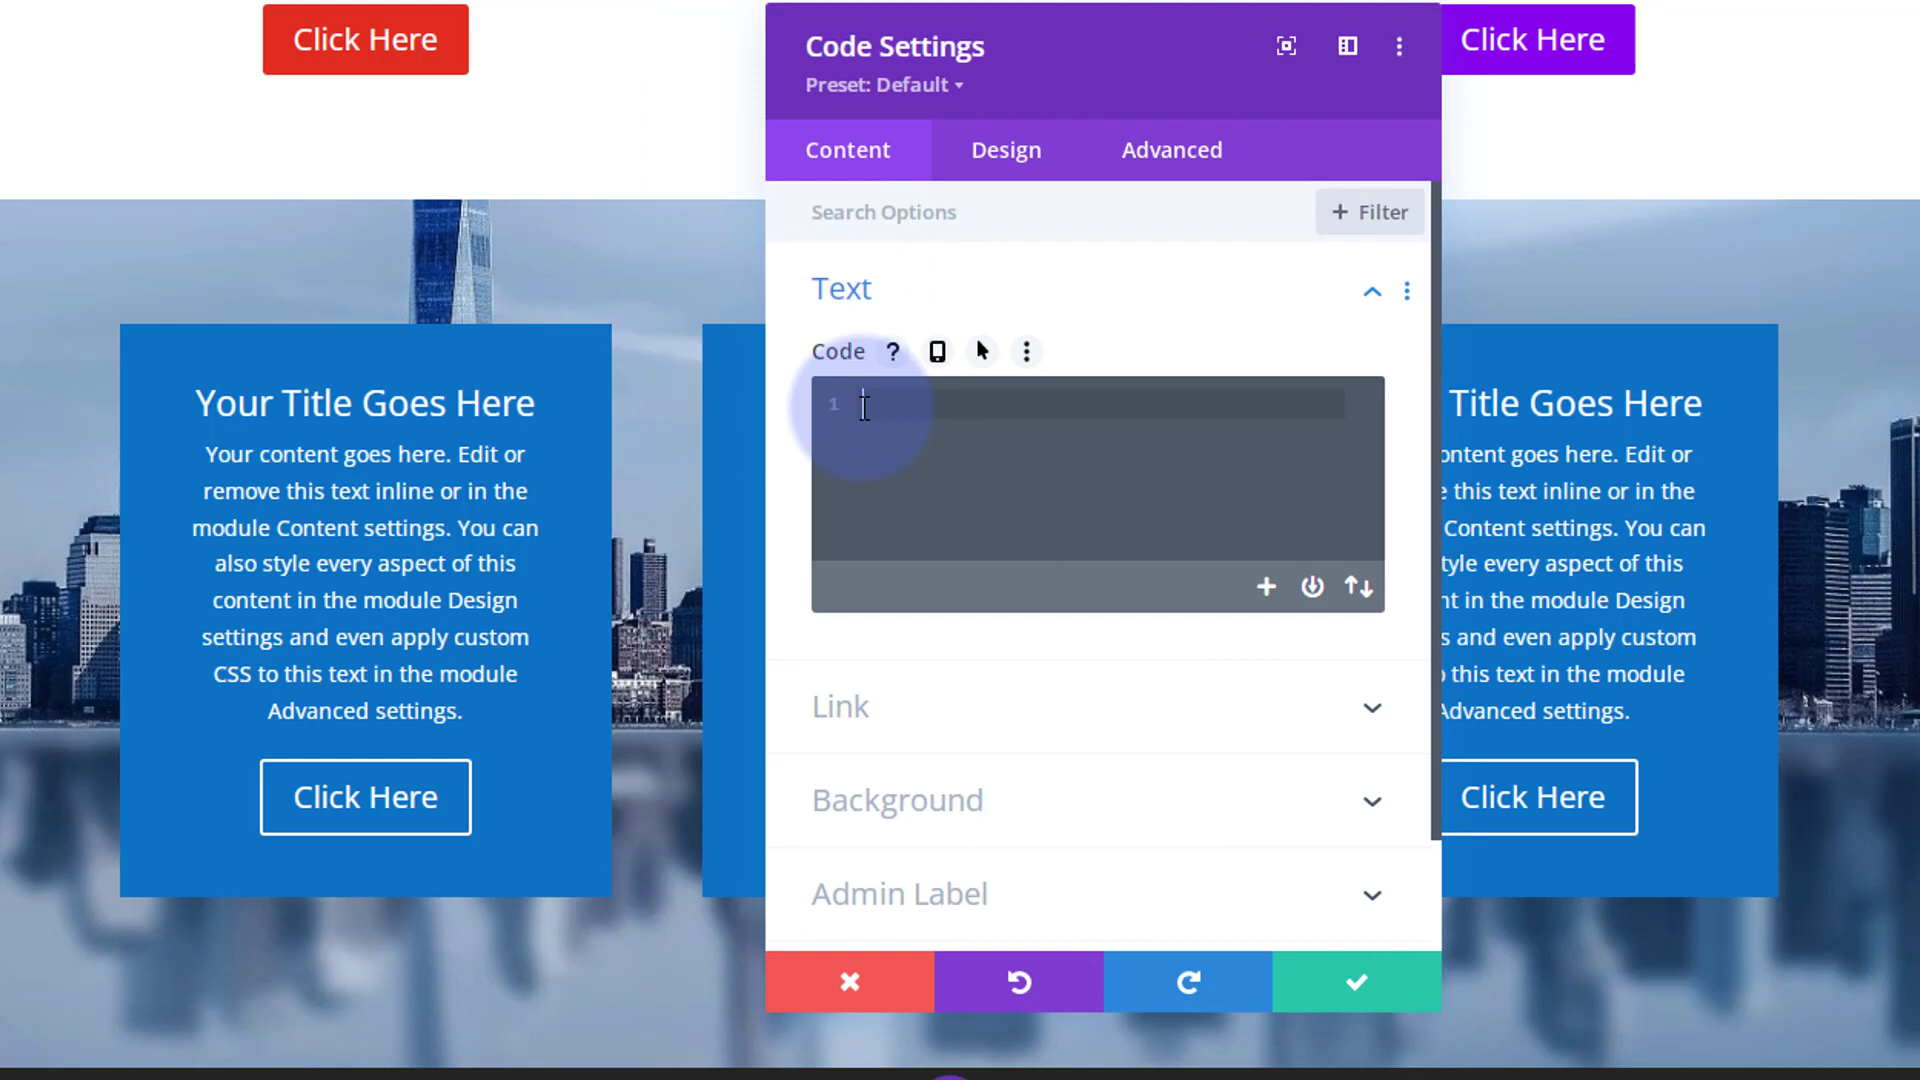 Click Here
Code Settings
Preset: Default
Click Here
Content
Design
Advanced
Search Options
+ Filter
Text
Code ?
1
Your Title Goes Here
Your content goes here. Edit or
remove this text inline or in the
module Content settings. You can
also style every aspect of this
content in the module Design
settings and even apply custom
CSS to this text in the module
Advanced settings.
Click Here
Title Goes Here
ontent goes here. Edit or
e this text inline or in the
Content settings. You can
tyle every aspect of this
nt in the module Design
s and even apply custom
to this text in the module
Advanced settings.
Click Here
Link
Background
Admin Label